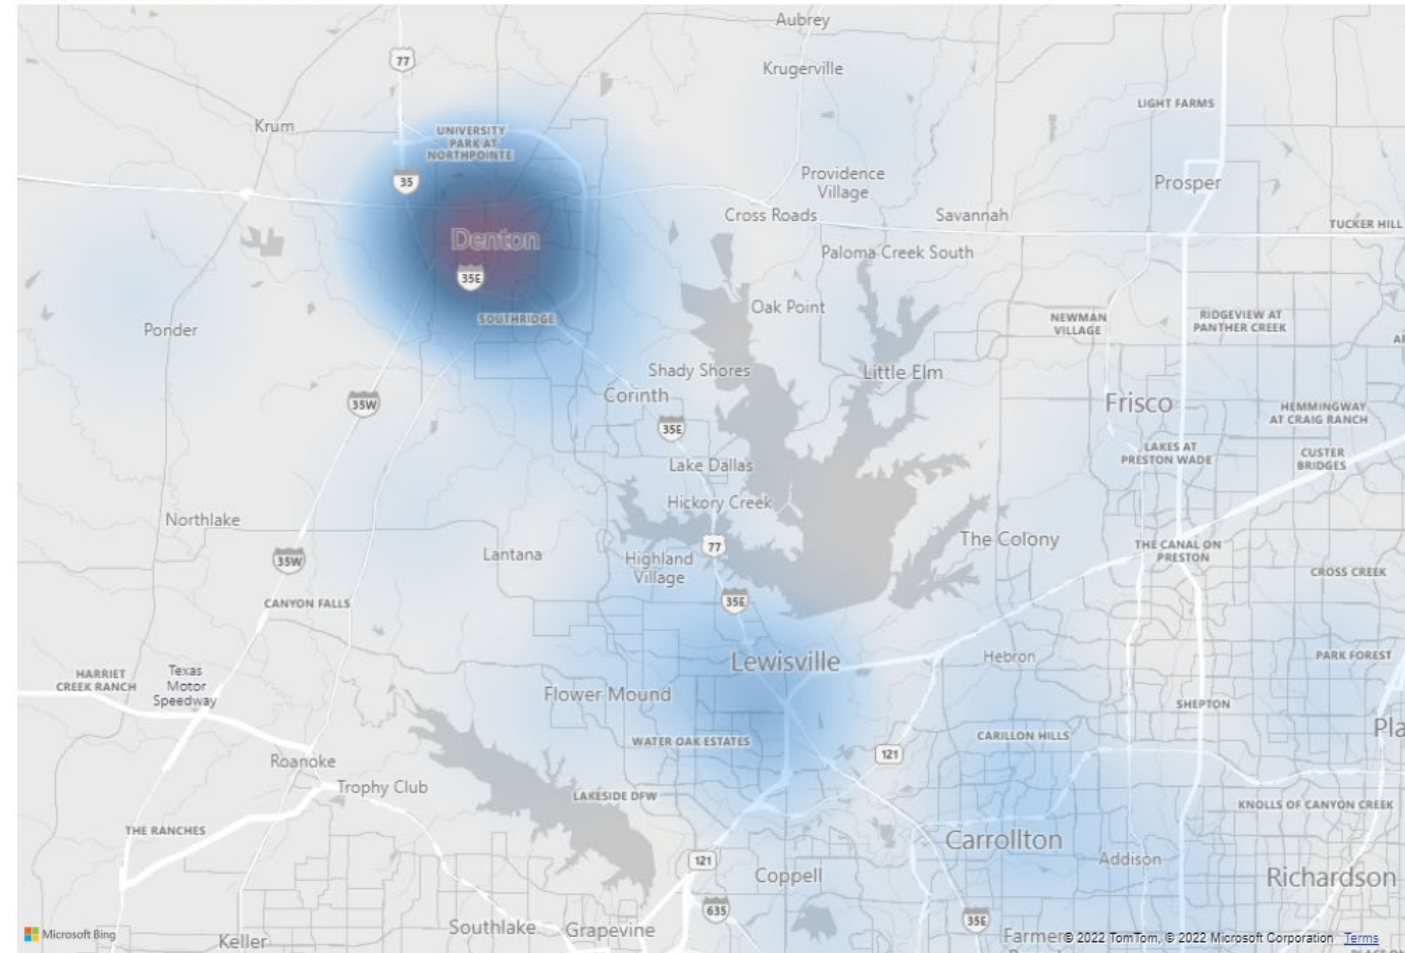 Aubrey
77
Krugerville
LIGHT FARMS
Krum
UNIVERSITY
PARK AT
NORTHPOINTE
35
Providence
Village
Prosper
Cross Roads
Savannah
TUCKER HILL
Denton
Paloma Creek South
35E
Oak Point
Ponder
SOUTHRIDGE
NEWMAN
VILLAGE
RIDGEVIEW AT
PANTHER CREEK
Shady Shores
Little Elm
Corinth
35W
Frisco
HEMMINGWAY
AT CRAIG RANCH
35E
LAKES AT
PRESTON WADE
CUSTER
BRIDGES
Lake Dallas
Hickory Creek
Northlake
77
The Colony
THE CANAL ON
PRESTON
35W
Lantana
Highland
Village
CROSS CREEK
35E
CANYON FALLS
Lewisville
Hebron
PARK FOREST
HARRIET
CREEK RANCH
Texas
Motor
Speedway
Flower Mound
SHEPTON
Pla
WATER OAK ESTATES
CARILLON HILLS
121
Roanoke
Trophy Club
LAKESIDE DFW
KNOLLS OF CANYON CREEK
THE RANCHES
Carrollton
121
Addison
Coppell
Richardson
635
35E
Southlake
Grapevine
Keller
Microsoft Bing
Farmer
© 2022 TomTom, © 2022 Microsoft Corporation Terms